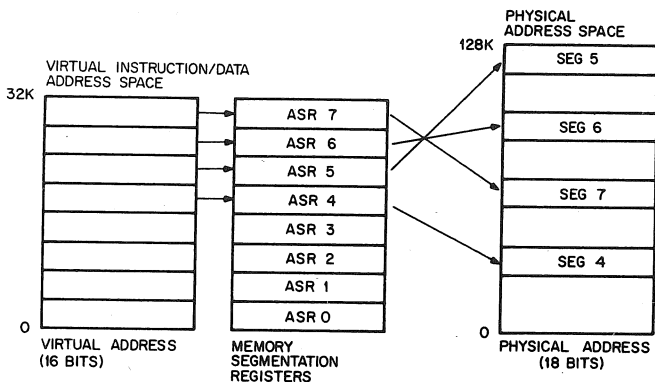 VIRTUAL INSTRUCTION/DATA
ADDRESS SPACE
32K
0
VIRTUAL ADDRESS
(16 BITS)
ASR 7
ASR 6
ASR 5
ASR 4
ASR 3
ASR 2
ASR 1
ASR 0
MEMORY
SEGMENTATION
REGISTERS
PHYSICAL
ADDRESS SPACE
128K
SEG 5
SEG 6
SEG 7
SEG 4
0
PHYSICAL ADDRESS
(18 BITS)